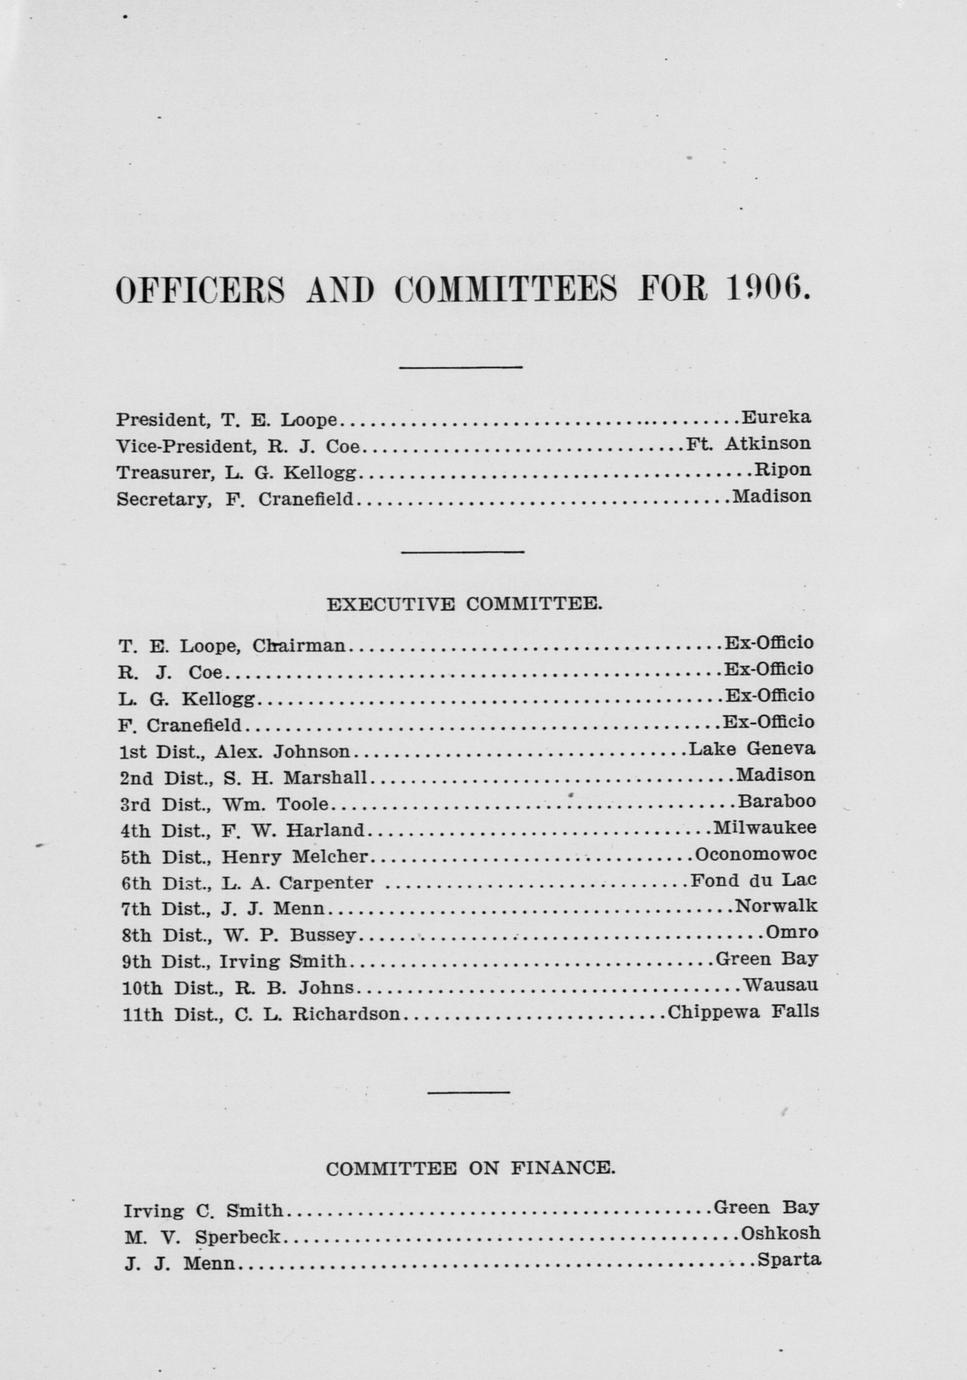 OFFICERS AND COMMITTEES FOR 1906.
President, T. E. Loope........................................Eureka
Vice-President, R. J. Coe................................Ft. Atkinson
Treasurer, L. G. Kellogg.......................................Ripon
Secretary, F. Cranefield.....................................Madison
EXECUTIVE COMMITTEE.
T. E. Loope, Chairman.....................................Ex-Officio
R. J. Coe.................................................Ex-Officio
L. G. Kellogg..............................................Ex-Officio
F. Cranefield...............................................Ex-Officio
1st Dist., Alex. Johnson.................................Lake Geneva
2nd Dist., S. H. Marshall....................................Madison
3rd Dist., Wm. Toole........................................Baraboo
4th Dist., F. W. Harland..................................Milwaukee
5th Dist., Henry Melcher................................Oconomowoc
6th Dist., L. A. Carpenter ..............................Fond du Lac
7th Dist., J. J. Menn........................................Norwalk
8th Dist., W. P. Bussey........................................Omro
9th Dist., Irving Smith....................................Green Bay
10th Dist., R. B. Johns......................................Wausau
11th Dist., C. L. Richardson..........................Chippewa Falls
COMMITTEE ON FINANCE.
Irving C. Smith..........................................Green Bay
M. V. Sperbeck.............................................Oshkosh
J. J. Menn...................................................Sparta